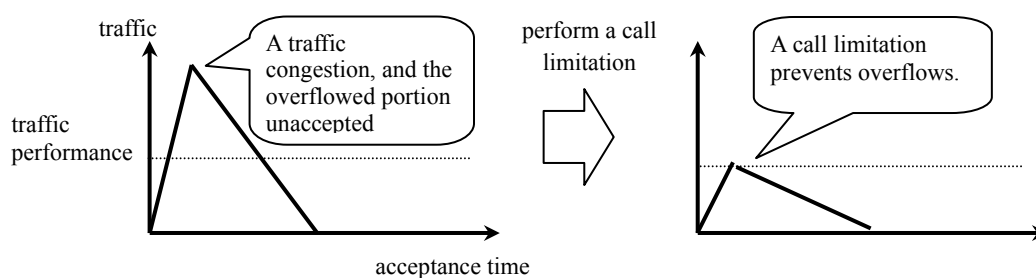 traffic
A traffic
congestion, and the
overflowed portion
unaccepted
traffic
performance
acceptance time
perform a call
limitation
A call limitation
prevents overflows.